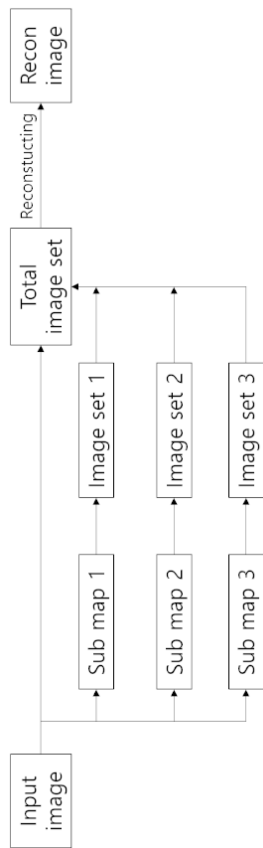 Input
image
Sub map 1
Sub map 2
Sub map 3
Image set 1
Image set 2
Image set 3
Total
image set
Reconstucting
Recon
image